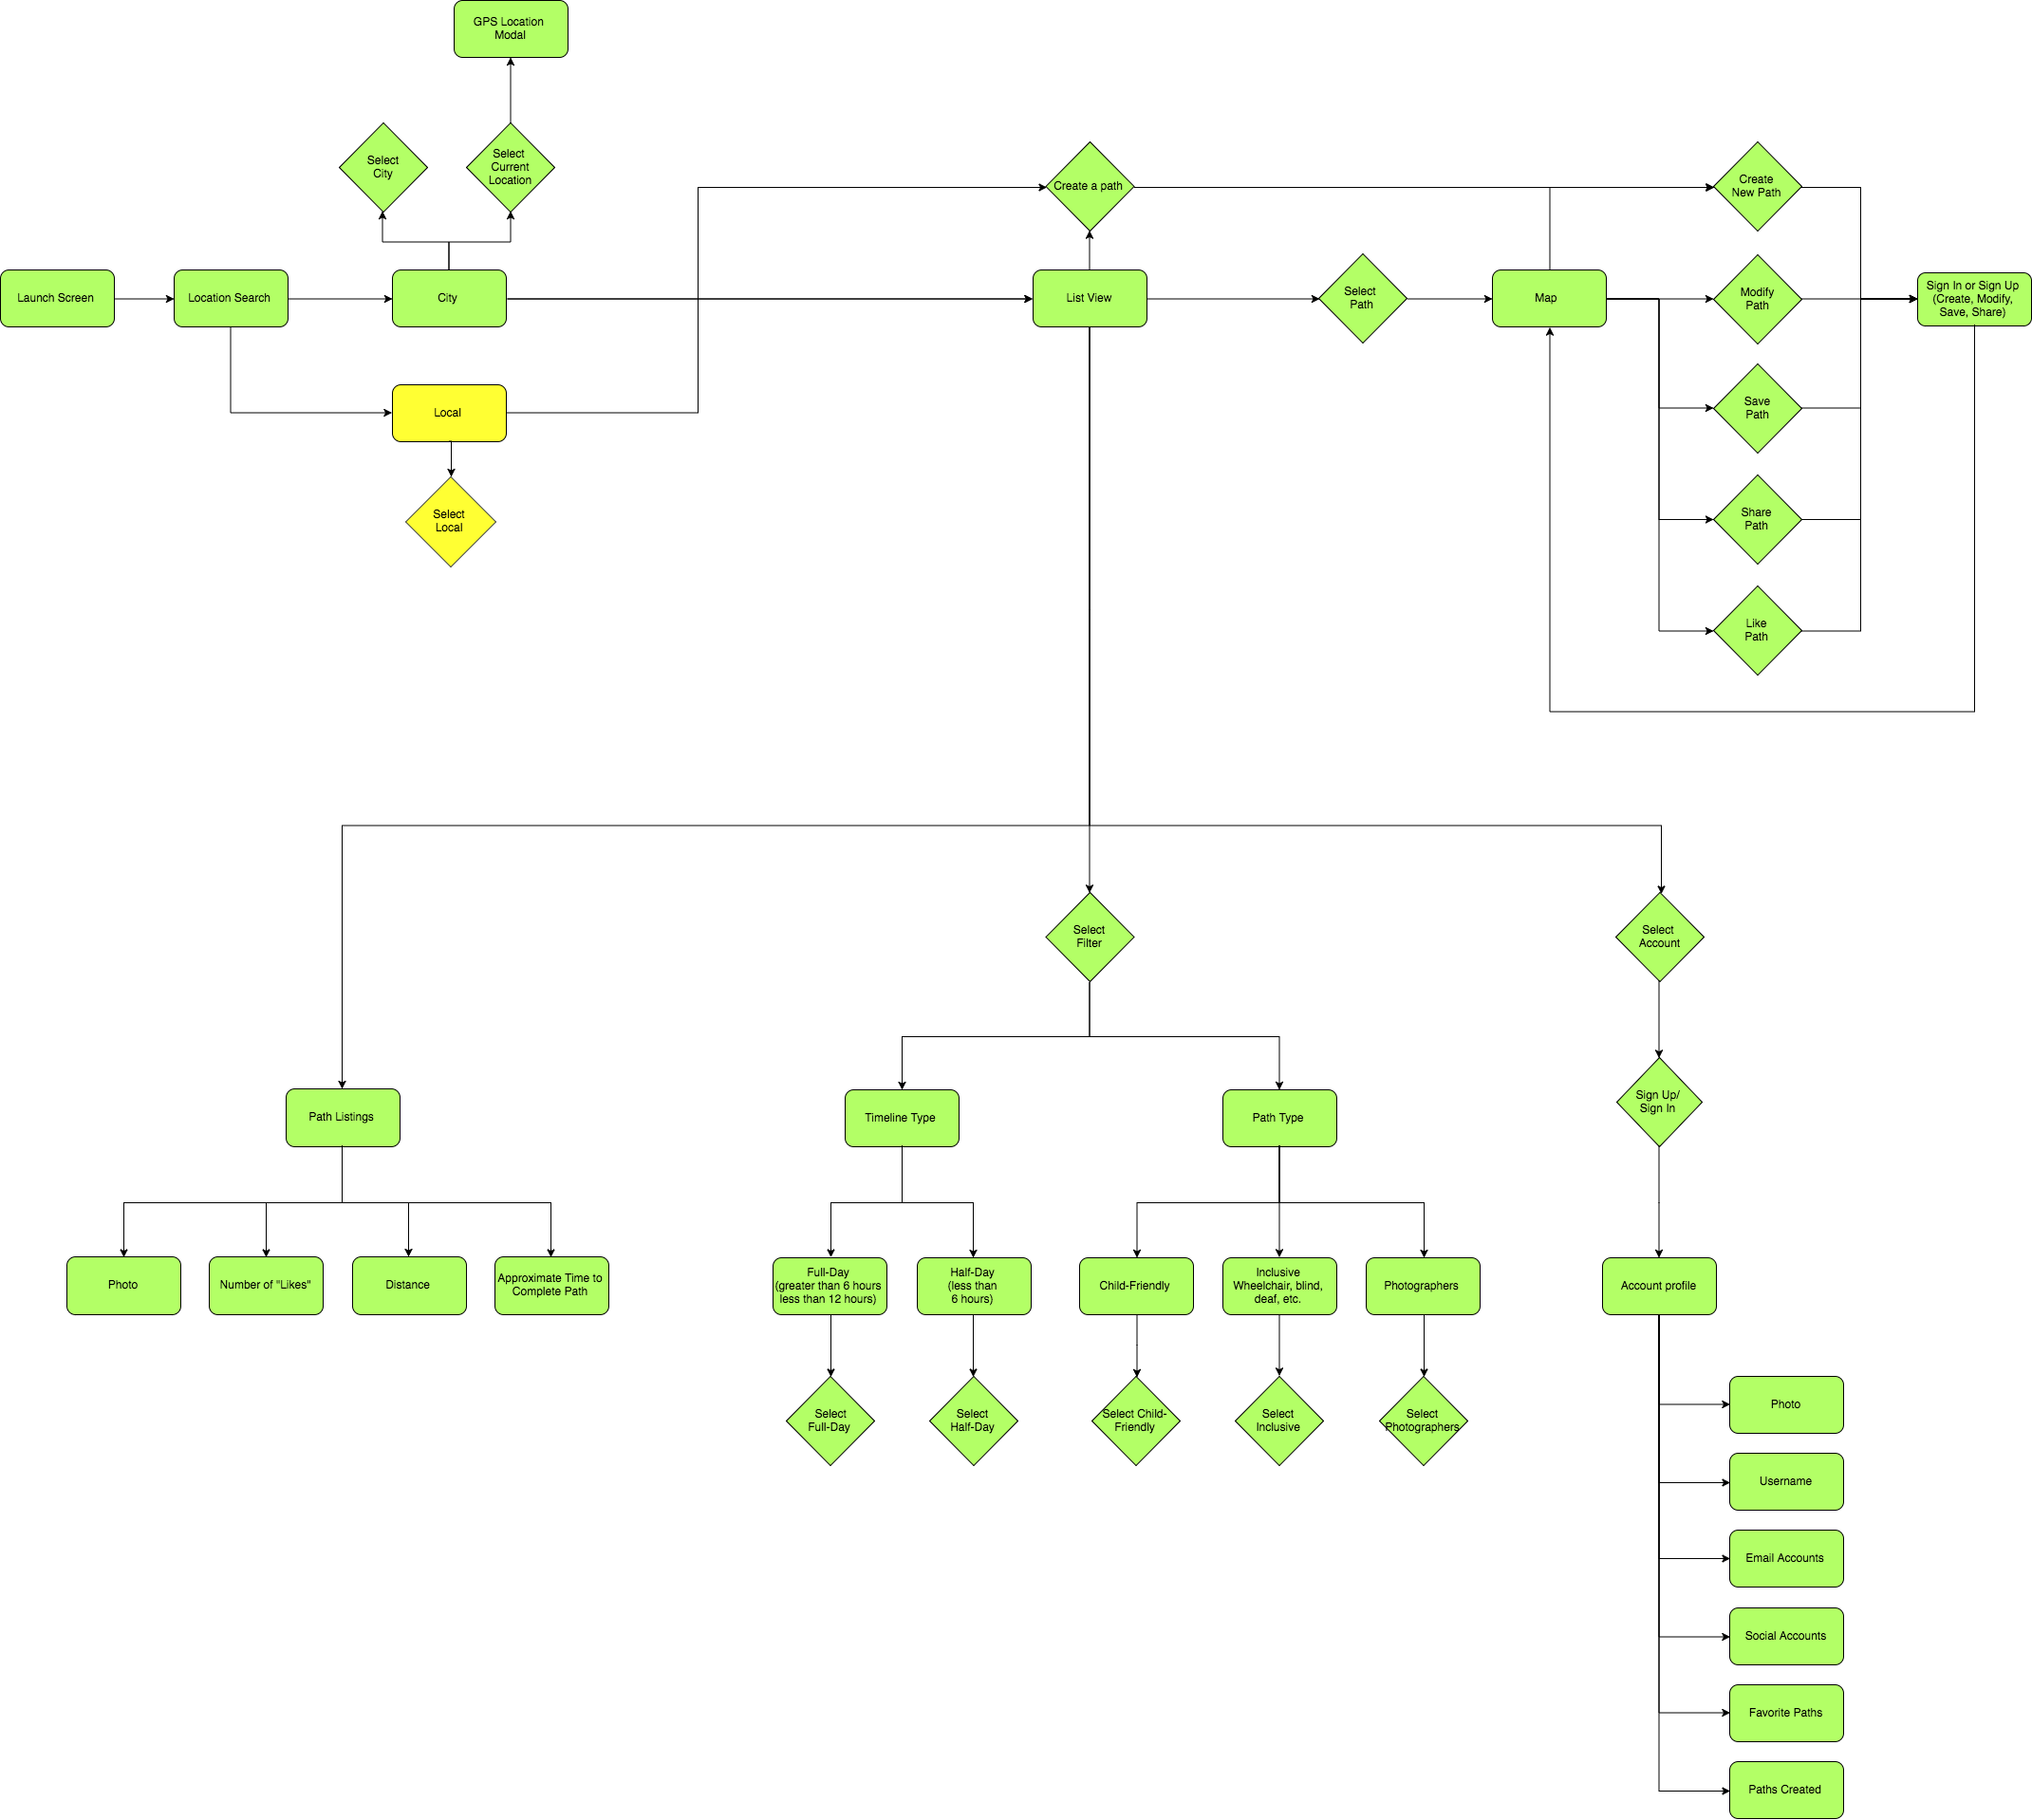 GPS Location
Modal
Select
City
Select
Current
Location
Create a path
Create
New Path
Launch Screen
Location Search
City
List View
Select
Path
Map
Modify
Path
Sign In or Sign Up
(Create, Modify,
Save, Share)
Local
Save
Path
Select
Local
Share
Path
Like
Path
Select
Filter
Select
Account
Path Listings
Timeline Type
Path Type
Sign Up/
Sign In
Photo
Number of "Likes"
Distance
Approximate Time to
Complete Path
Full-Day
(greater than 6 hours
less than 12 hours)
Half-Day
(less than
6 hours)
Child-Friendly
Inclusive
Wheelchair, blind,
deaf, etc.
Photographers
Account profile
Select
Full-Day
Select
Half-Day
Select Child-
Friendly
Select
Inclusive
Select
Photographers
Photo
Username
Email Accounts
Social Accounts
Favorite Paths
Paths Created